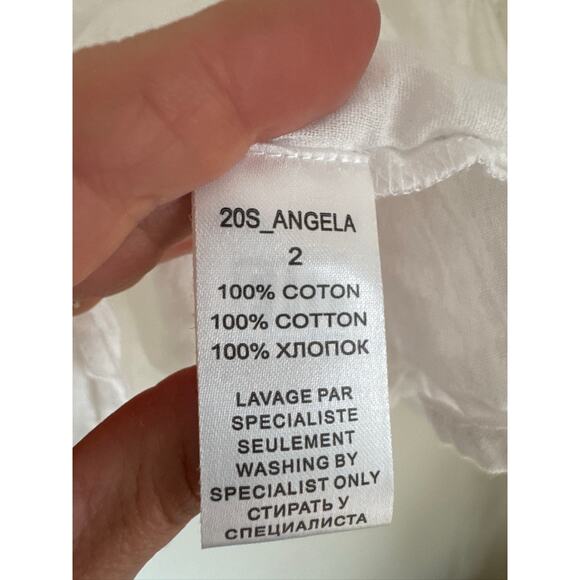 20S_ANGELA
2
100% COTON
100% COTTON
100% ХЛОПОК
LAVAGE PAR
SPECIALISTE
SEULEMENT
WASHING BY
SPECIALIST ONLY
СТИРАТЬ У
СПЕЦИАЛИСТА